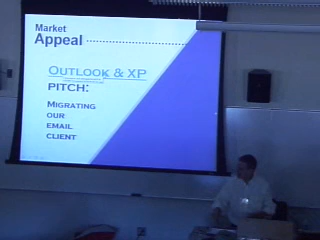 Market
Appeal
OUTLOOK & XP
PITCH:
MIGRATING
OUR
EMAIL
CLIENT